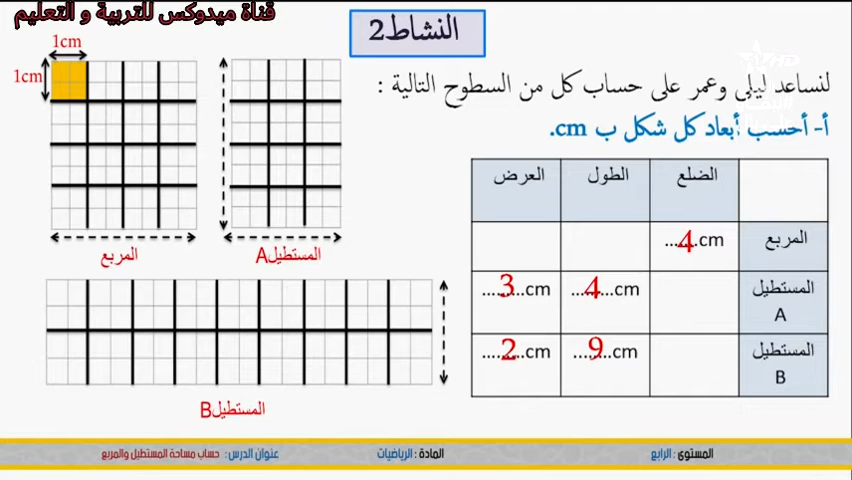 قناة ميدوكس للتربية و التعليم
النشاط2
HD
لنساعد ليلى وعمر على حساب كل من السطوح التالية :
أ- أحسب أبعاد كل شكل ب cm.
1cm
1cm
المربع
المستطيلA
المستطيلB
الضلع الطول العرض
المربع 4......cm
المستطيل A 4......cm 3.........cm
المستطيل B 9......cm 2.........cm
المستوى : الرابع المادة : الرياضيات عنوان الدرس : حساب مساحة المستطيل والمربع